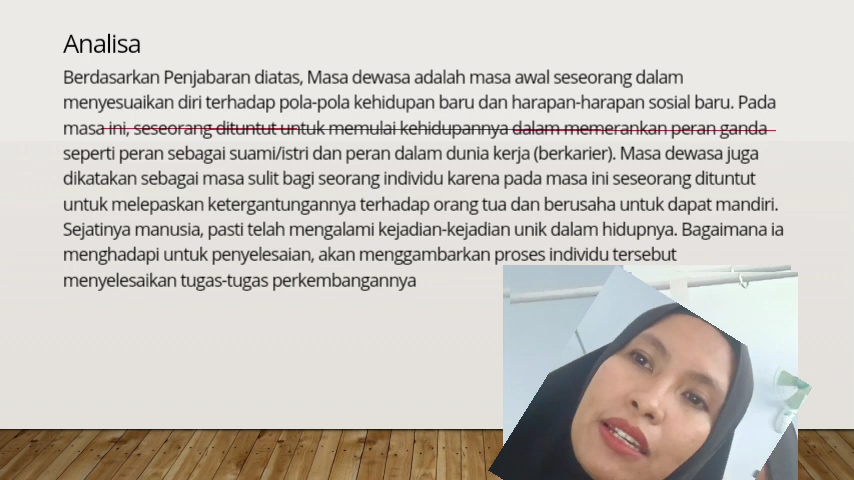 Analisa
Berdasarkan Penjabaran diatas, Masa dewasa adalah masa awal seseorang dalam
menyesuaikan diri terhadap pola-pola kehidupan baru dan harapan-harapan sosial baru. Pada
masa ini, seseorang dituntut untuk memulai kehidupannya dalam memerankan peran ganda
seperti peran sebagai suami/istri dan peran dalam dunia kerja (berkarier). Masa dewasa juga
dikatakan sebagai masa sulit bagi seorang individu karena pada masa ini seseorang dituntut
untuk melepaskan ketergantungannya terhadap orang tua dan berusaha untuk dapat mandiri.
Sejatinya manusia, pasti telah mengalami kejadian-kejadian unik dalam hidupnya. Bagaimana ia
menghadapi untuk penyelesaian, akan menggambarkan proses individu tersebut
menyelesaikan tugas-tugas perkembangannya